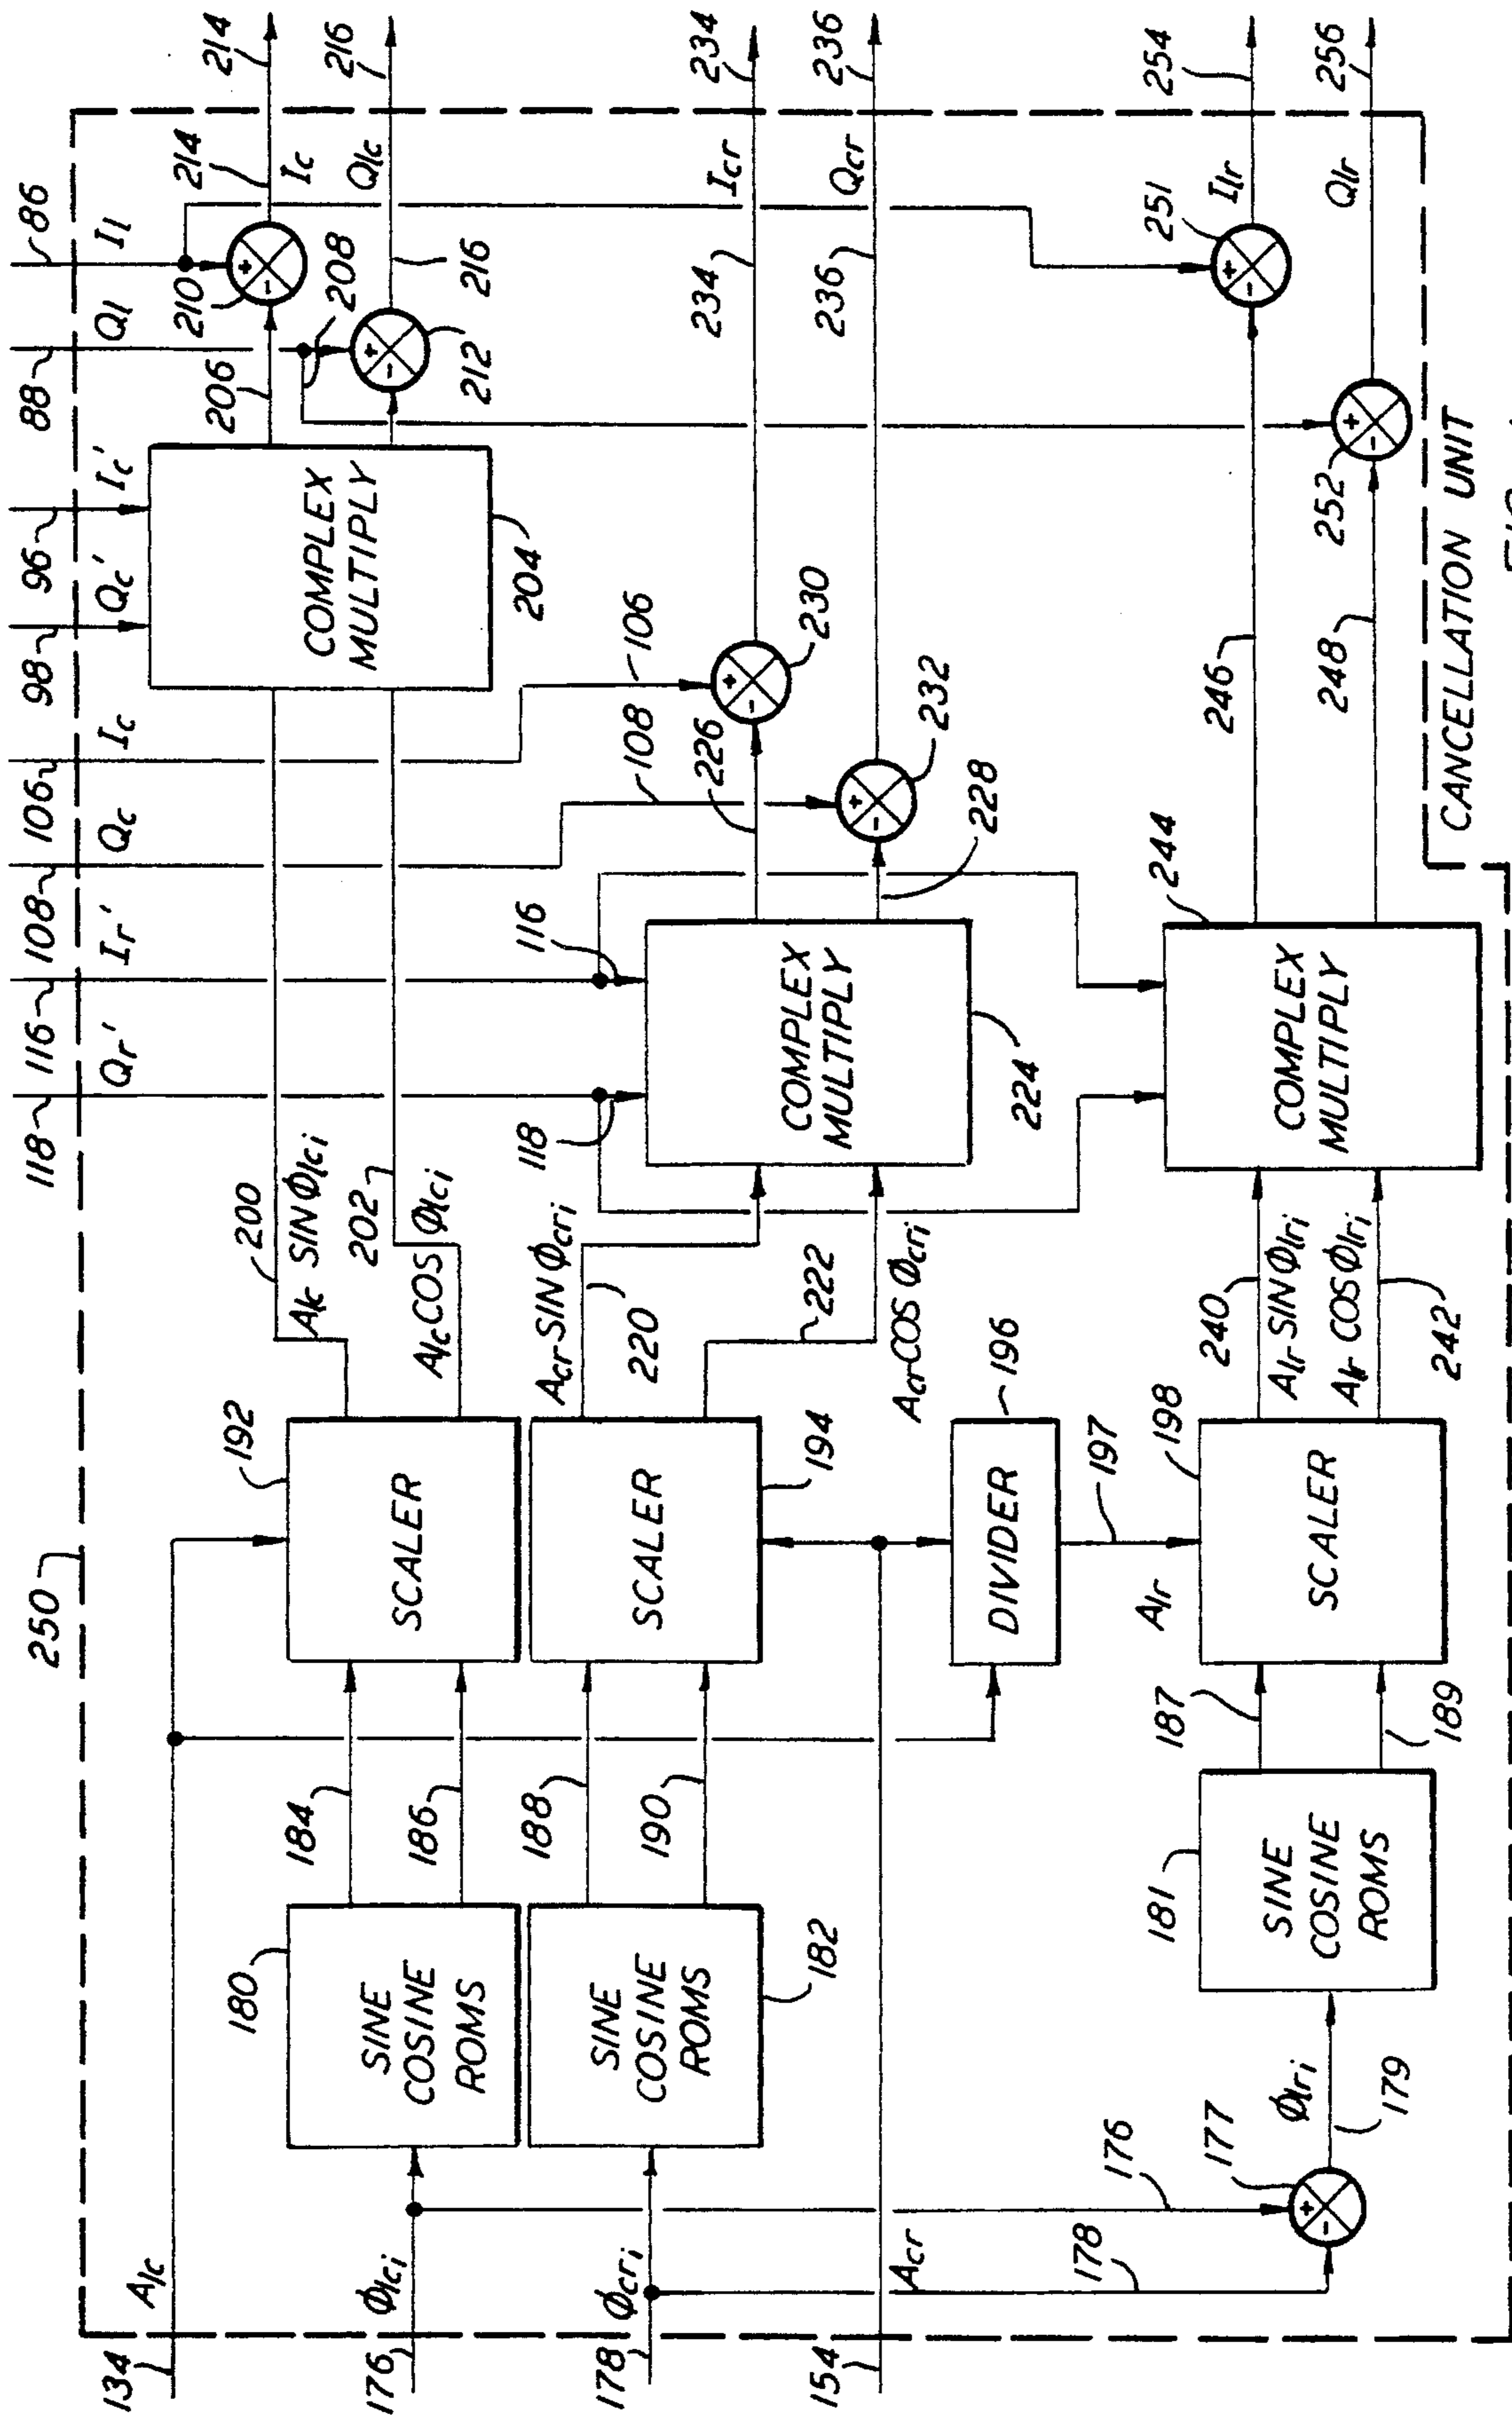 86
88
96
98
106
108
116
118
Il
Ql
Ic'
Qc'
Ic
Qc
Ir'
Qr'
250
134
Alc
176
Φlci
178
Φcri
154
Acr
180
SINE
COSINE
ROMS
184
186
192
SCALER
200
Alc SIN Φlci
202
Alc COS Φlci
COMPLEX
MULTIPLY
204
206
208
210
212
214
Ic
214
216
Qlc
216
SINE
COSINE
ROMS
182
188
190
SCALER
194
Acr SIN Φcri
220
222
Acr COS Φcri
116
118
COMPLEX
MULTIPLY
224
106
108
226
228
230
232
234
Icr
234
236
Qcr
236
DIVIDER
196
197
Alr
176
177
178
Φlri
179
181
SINE
COSINE
ROMS
187
189
198
SCALER
240
Alr SIN Φlri
Alr COS Φlri
242
COMPLEX
MULTIPLY
244
246
248
251
252
Ilr
254
Qlr
256
CANCELLATION UNIT